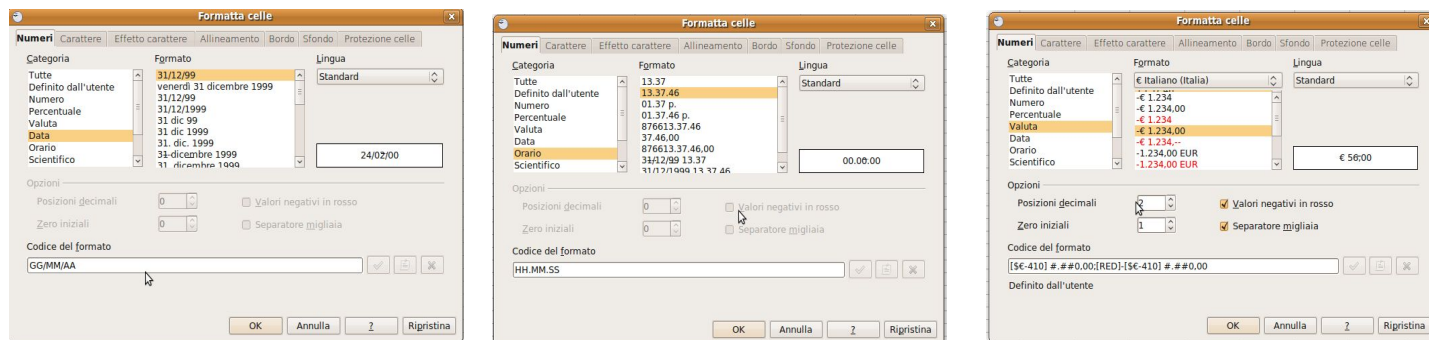 Formatta celle
Numeri Carattere Effetto carattere Allineamento Bordo Sfondo Protezione celle
Categoria Formato Lingua
Tutte
Definito dall'utente
Numero
Percentuale
Valuta
Data
Orario
Scientifico
31/12/99
venerdì 31 dicembre 1999
31/12/99
31/12/1999
31 dic 99
31 dic 1999
31. dic. 1999
31 dicembre 1999
31. dicembre 1999
Standard
24/02/00
Opzioni
Posizioni decimali 0 Valori negativi in rosso
Zero iniziali 0 Separatore migliaia
Codice del formato
GG/MM/AA
OK Annulla ? Ripristina
Formatta celle
Numeri Carattere Effetto carattere Allineamento Bordo Sfondo Protezione celle
Categoria Formato Lingua
Tutte
Definito dall'utente
Numero
Percentuale
Valuta
Data
Orario
Scientifico
13.37
13.37.46
01.37 p.
01.37.46 p.
876613.37.46
37.46,00
876613.37.46,00
31/12/99 13.37
31/12/1999 13.37.46
Standard
00.00.00
Opzioni
Posizioni decimali 0 Valori negativi in rosso
Zero iniziali 0 Separatore migliaia
Codice del formato
HH.MM.SS
OK Annulla ? Ripristina
Formatta celle
Numeri Carattere Effetto carattere Allineamento Bordo Sfondo Protezione celle
Categoria Formato Lingua
Tutte
Definito dall'utente
Numero
Percentuale
Valuta
Data
Orario
Scientifico
€ Italiano (Italia)
-€ 1.234
-€ 1.234,00
-€ 1.234
-€ 1.234,00
-€ 1.234,--
-1.234,00 EUR
-1.234,00 EUR
Standard
€ 56,00
Opzioni
Posizioni decimali 2 Valori negativi in rosso
Zero iniziali 1 Separatore migliaia
Codice del formato
[$€-410] #.##0,00;[RED]-[$€-410] #.##0,00
Definito dall'utente
OK Annulla ? Ripristina